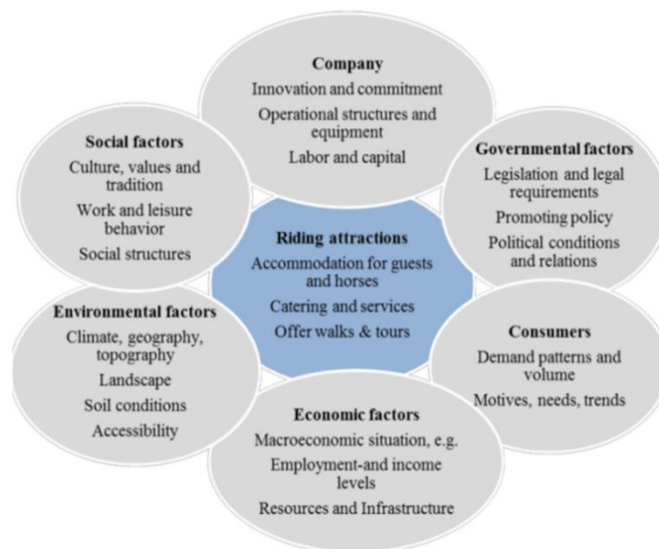 Company
Innovation and commitment
Operational structures and
equipment
Labor and capital
Social factors
Culture, values and
tradition
Work and leisure
behavior
Social structures
Governmental factors
Legislation and legal
requirements
Promoting policy
Political conditions
and relations
Riding attractions
Accommodation for guests
and horses
Catering and services
Offer walks & tours
Environmental factors
Climate, geography,
topography
Landscape
Soil conditions
Accessibility
Consumers
Demand patterns and
volume
Motives, needs, trends
Economic factors
Macroeconomic situation, e.g.
Employment-and income
levels
Resources and Infrastructure